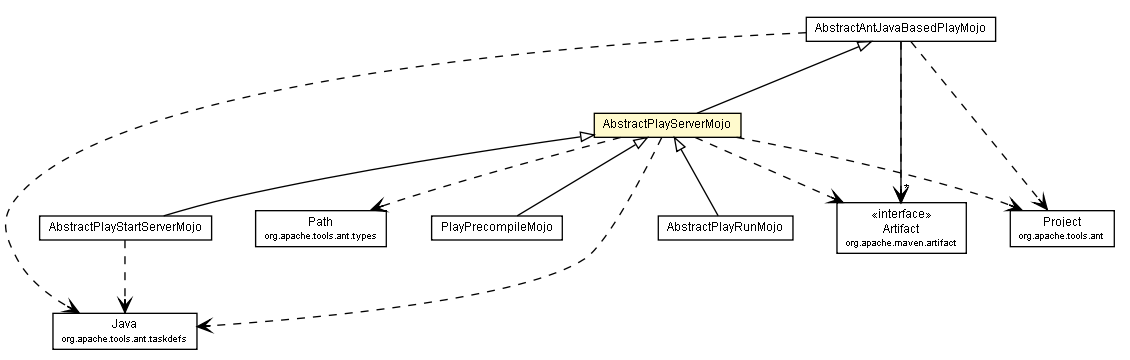 AbstractAntJavaBasedPlayMojo
AbstractPlayServerMojo
*
AbstractPlayStartServerMojo
Path
org.apache.tools.ant.types
PlayPrecompileMojo
AbstractPlayRunMojo
«interface»
Artifact
org.apache.maven.artifact
Project
org.apache.tools.ant
Java
org.apache.tools.ant.taskdefs